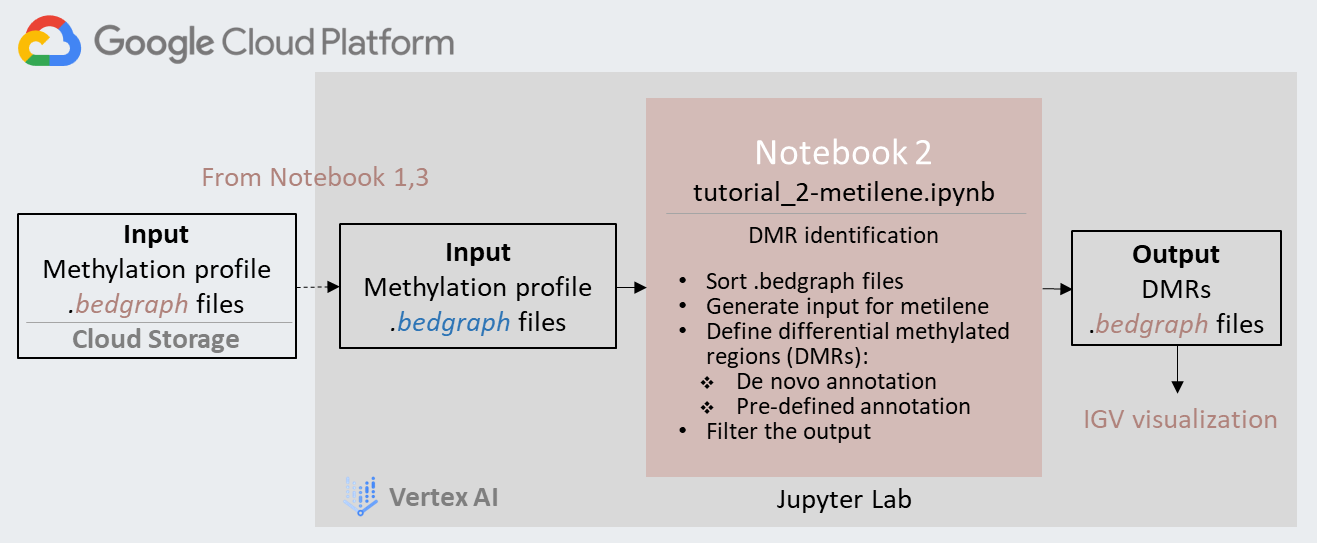 Google Cloud Platform
From Notebook 1,3
Input
Methylation profile
.bedgraph files
Cloud Storage
Input
Methylation profile
.bedgraph files
Notebook 2
tutorial_2-metilene.ipynb
DMR identification
• Sort .bedgraph files
• Generate input for metilene
• Define differential methylated
regions (DMRs):
❖ De novo annotation
❖ Pre-defined annotation
• Filter the output
Output
DMRs
.bedgraph files
IGV visualization
Vertex AI
Jupyter Lab